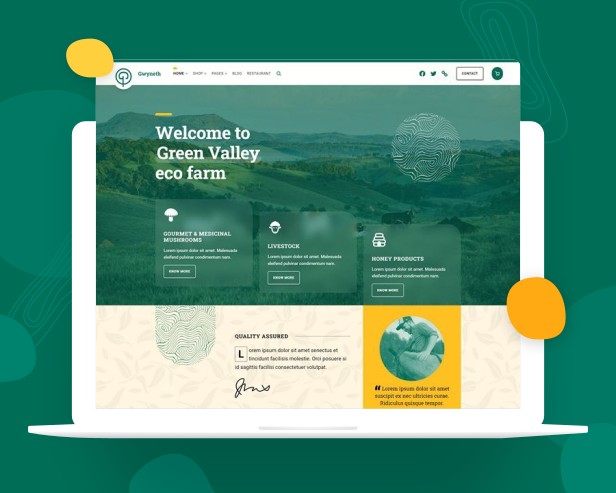 Gwyneth
HOME SHOP PAGES BLOG RESTAURANT
CONTACT
Welcome to
Green Valley
eco farm
GOURMET & MEDICINAL
MUSHROOMS
Lorem ipsum dolor sit amet. Malesuada
eleifend pulvinar condimentum nam.
KNOW MORE
LIVESTOCK
Lorem ipsum dolor sit amet. Malesuada
eleifend pulvinar condimentum nam.
KNOW MORE
HONEY PRODUCTS
Lorem ipsum dolor sit amet. Malesuada
eleifend pulvinar condimentum nam.
KNOW MORE
QUALITY ASSURED
Lorem ipsum dolor sit amet senectus et
tincidunt facilisis molestie. Orci posuere si
id sagittis facilisi consectetuer volutpat.
" Lorem ipsum dolor sit amet
suscipit ex nec ultricies curae.
Ridiculus quisque tempor.